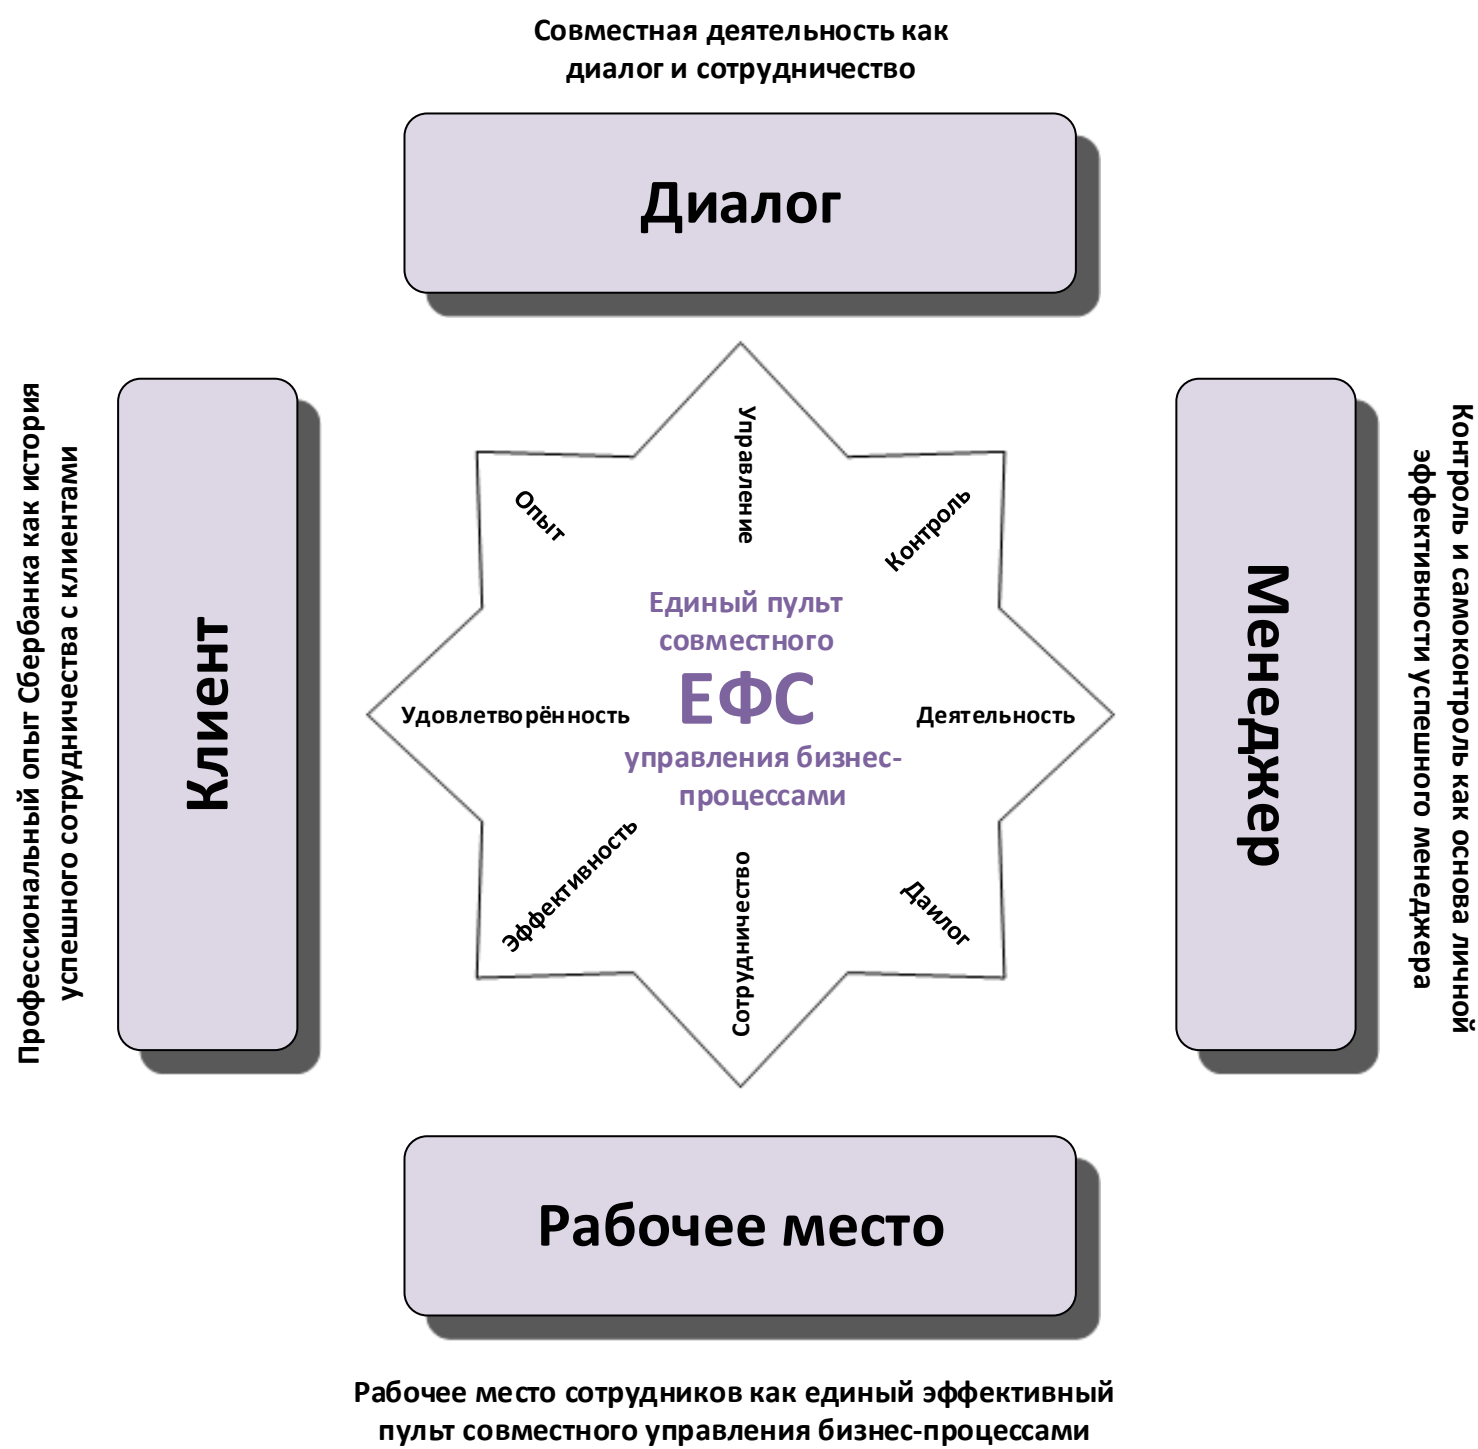 Совместная деятельность как
диалог и сотрудничество
Диалог
Профессиональный опыт Сбербанка как история
успешного сотрудничества с клиентами
Клиент
Опыт
Управление
Контроль
Единый пульт
совместного
ЕФС
управления бизнес-
процессами
Удовлетворённость
Деятельность
Эффективность
Сотрудничество
Даилог
Менеджер
Контроль и самоконтроль как основа личной
эффективности успешного менеджера
Рабочее место
Рабочее место сотрудников как единый эффективный
пульт совместного управления бизнес-процессами